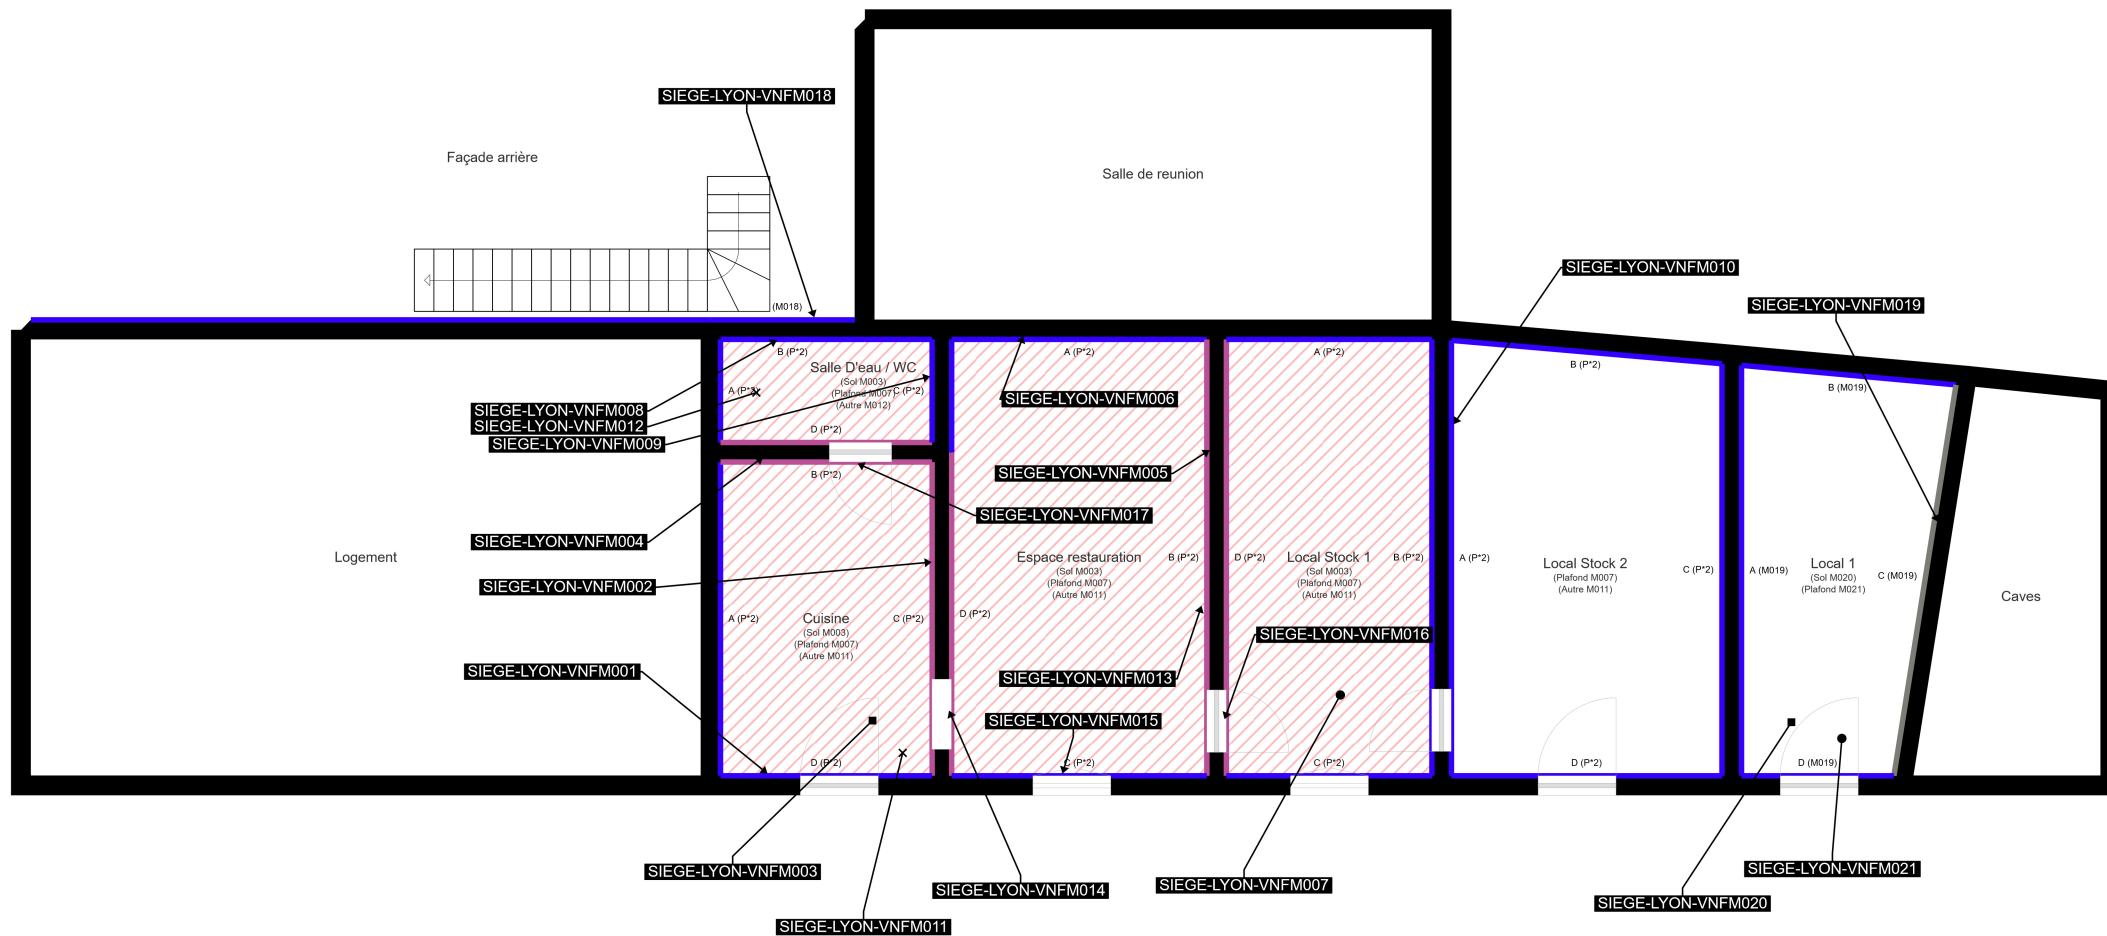 SIEGE-LYON-VNFM018
Façade arrière
Salle de reunion
SIEGE-LYON-VNFM010
SIEGE-LYON-VNFM019
(M018)
B (P*2)
Salle D'eau / WC
(Sol M003)
(Plafond M007)
(Autre M012)
A (P*2)
C (P*2)
D (P*2)
A (P*2)
A (P*2)
B (P*2)
B (M019)
SIEGE-LYON-VNFM008
SIEGE-LYON-VNFM012
SIEGE-LYON-VNFM009
SIEGE-LYON-VNFM006
SIEGE-LYON-VNFM005
B (P*2)
SIEGE-LYON-VNFM017
SIEGE-LYON-VNFM004
SIEGE-LYON-VNFM002
Logement
Espace restauration
(Sol M003)
(Plafond M007)
(Autre M011)
B (P*2)
D (P*2)
D (P*2)
Local Stock 1
(Sol M003)
(Plafond M007)
(Autre M011)
B (P*2)
A (P*2)
Local Stock 2
(Plafond M007)
(Autre M011)
C (P*2)
A (M019)
Local 1
(Sol M020)
(Plafond M021)
C (M019)
Caves
A (P*2)
Cuisine
(Sol M003)
(Plafond M007)
(Autre M011)
C (P*2)
SIEGE-LYON-VNFM016
SIEGE-LYON-VNFM001
SIEGE-LYON-VNFM013
SIEGE-LYON-VNFM015
D (P*2)
C (P*2)
C (P*2)
D (P*2)
D (M019)
SIEGE-LYON-VNFM003
SIEGE-LYON-VNFM014
SIEGE-LYON-VNFM007
SIEGE-LYON-VNFM021
SIEGE-LYON-VNFM020
SIEGE-LYON-VNFM011